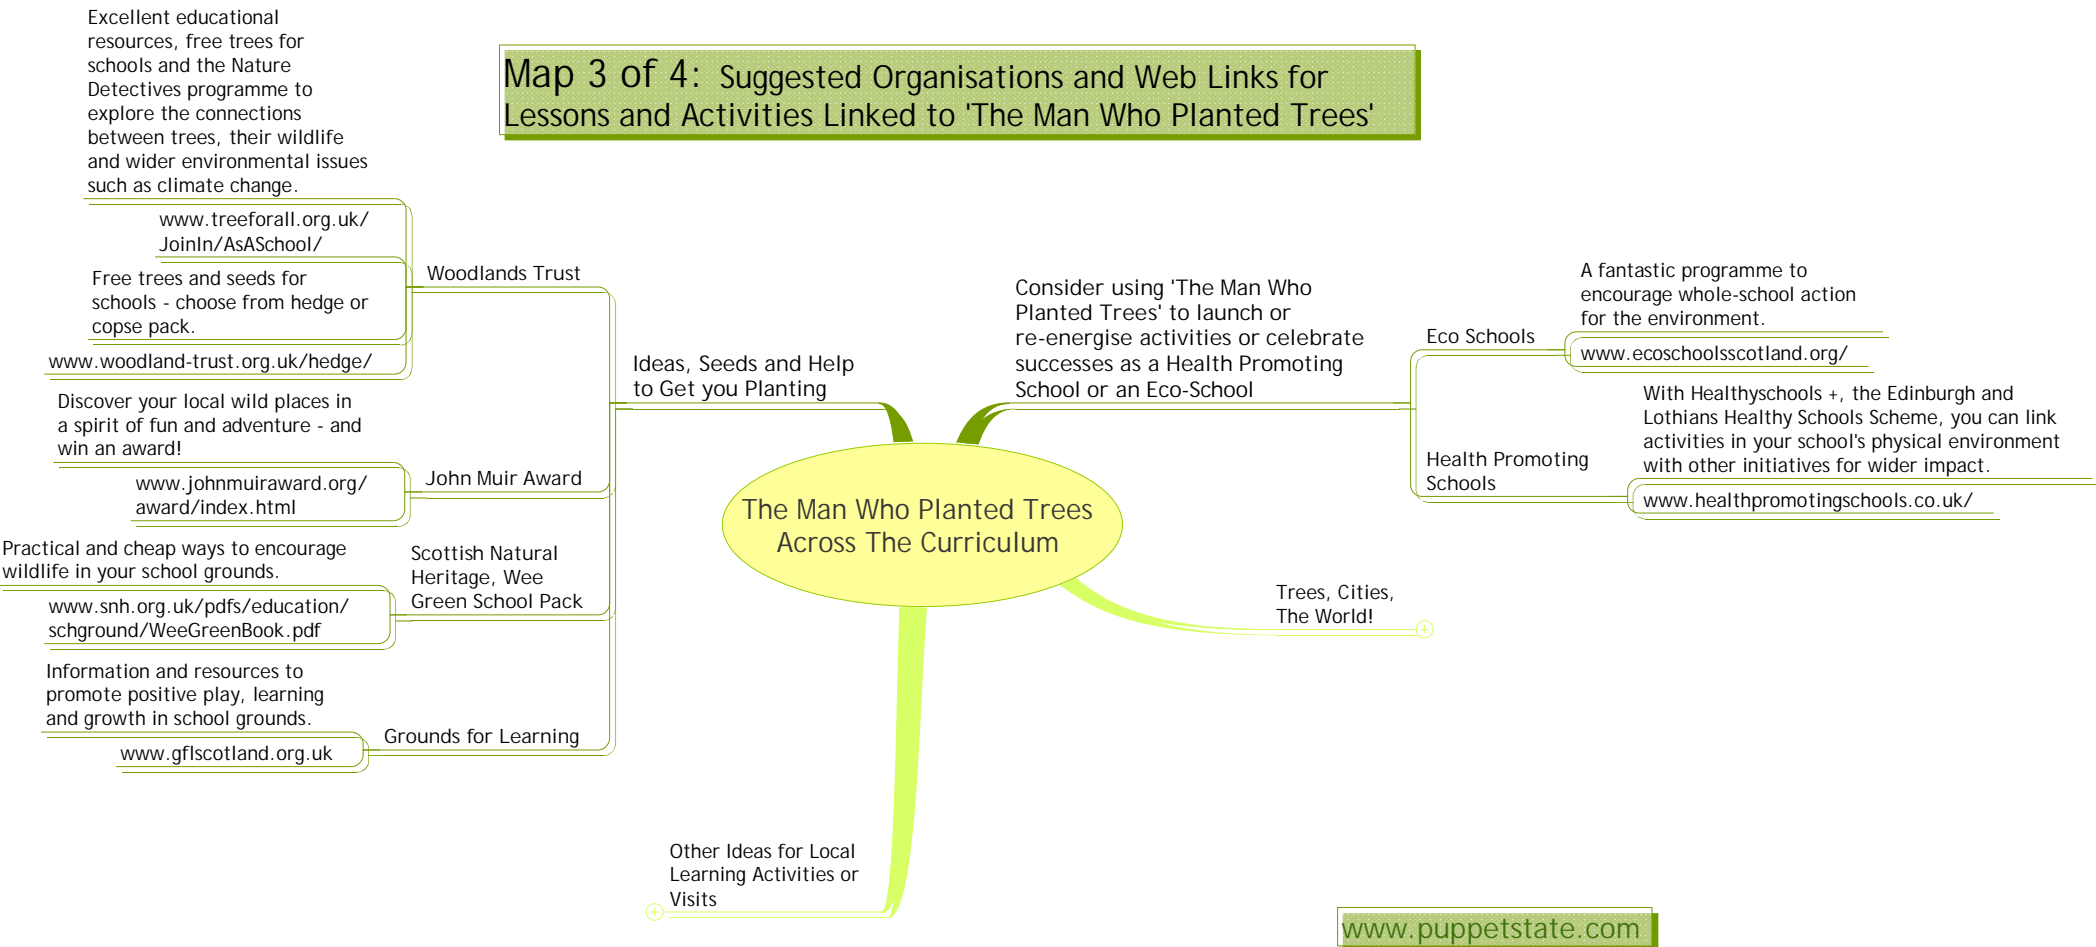 Map 3 of 4: Suggested Organisations and Web Links for
Lessons and Activities Linked to 'The Man Who Planted Trees'
Excellent educational
resources, free trees for
schools and the Nature
Detectives programme to
explore the connections
between trees, their wildlife
and wider environmental issues
such as climate change.
www.treeforall.org.uk/
JoinIn/AsASchool/
Free trees and seeds for
schools - choose from hedge or
copse pack.
www.woodland-trust.org.uk/hedge/
Woodlands Trust
Discover your local wild places in
a spirit of fun and adventure - and
win an award!
www.johnmuiraward.org/
award/index.html
John Muir Award
Practical and cheap ways to encourage
wildlife in your school grounds.
www.snh.org.uk/pdfs/education/
schground/WeeGreenBook.pdf
Scottish Natural
Heritage, Wee
Green School Pack
Information and resources to
promote positive play, learning
and growth in school grounds.
www.gflscotland.org.uk
Grounds for Learning
Ideas, Seeds and Help
to Get you Planting
Consider using 'The Man Who
Planted Trees' to launch or
re-energise activities or celebrate
successes as a Health Promoting
School or an Eco-School
Eco Schools
A fantastic programme to
encourage whole-school action
for the environment.
www.ecoschoolsscotland.org/
Health Promoting
Schools
With Healthyschools +, the Edinburgh and
Lothians Healthy Schools Scheme, you can link
activities in your school's physical environment
with other initiatives for wider impact.
www.healthpromotingschools.co.uk/
The Man Who Planted Trees
Across The Curriculum
Trees, Cities,
The World!
Other Ideas for Local
Learning Activities or
Visits
www.puppetstate.com